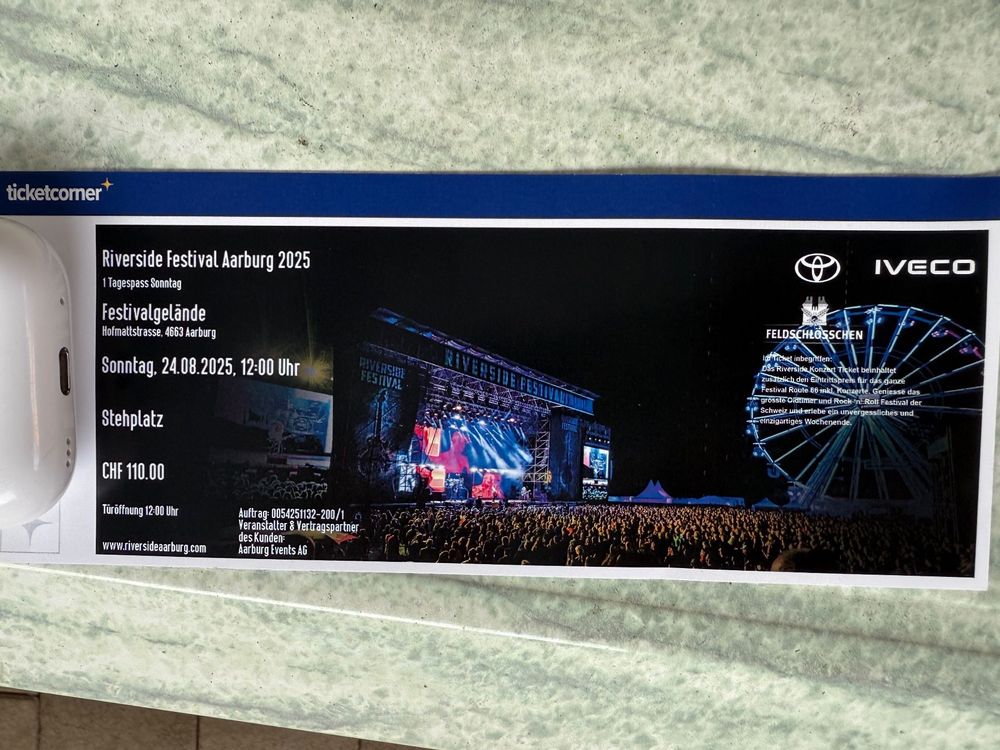 ticketcorner
Riverside Festival Aarburg 2025
1 Tagespass Sonntag
Festivalgelände
Hofmattstrasse, 4663 Aarburg
Sonntag, 24.08.2025, 12:00 Uhr
Stehplatz
CHF 110.00
Türöffnung 12:00 Uhr
www.riversideaarburg.com
Auftrag: 0054251132-200/1
Veranstalter & Vertragspartner
des Kunden:
Aarburg Events AG
RIVERSIDE
FESTIVAL
RIVERSIDE FESTIVAL
TOYOTA
IVECO
FELDSCHLÖSSCHEN
Im Ticket inbegriffen:
Das Riverside Konzert Ticket beinhaltet
zusätzlich den Eintrittspreis für das ganze
Festival Route 66 inkl. Konzerte. Geniesse das
grösste Oldtimer und Rock 'n' Roll Festival der
Schweiz und erlebe ein unvergessliches und
einzigartiges Wochenende.